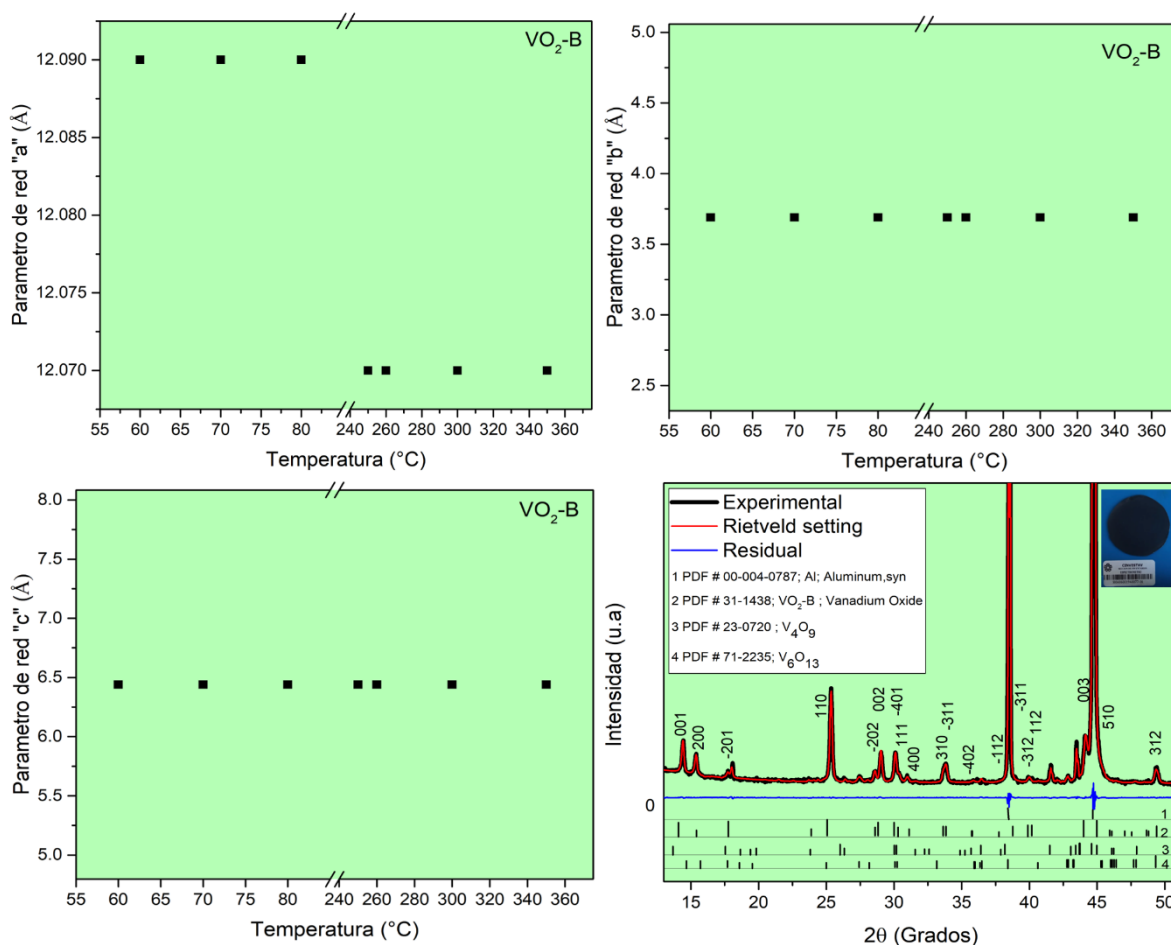 VO₂-B
Parametro de red "a" (Å)
12.090
12.085
12.080
12.075
12.070
55 60 65 70 75 80 240 260 280 300 320 340 360
Temperatura (°C)
VO₂-B
Parametro de red "b" (Å)
5.0
4.5
4.0
3.5
3.0
2.5
55 60 65 70 75 80 240 260 280 300 320 340 360
Temperatura (°C)
VO₂-B
Parametro de red "c" (Å)
8.0
7.5
7.0
6.5
6.0
5.5
5.0
55 60 65 70 75 80 240 260 280 300 320 340 360
Temperatura (°C)
Intensidad (u.a)
Experimental
Rietveld setting
Residual
1 PDF # 00-004-0787; Al; Aluminum,syn
2 PDF # 31-1438; VO₂-B ; Vanadium Oxide
3 PDF # 23-0720 ; V₄O₉
4 PDF # 71-2235; V₆O₁₃
001
200
-201
110
-202
002
-401
111
400
310
-311
-402
-112
-311
-312
112
003
510
312
0
1
2
3
4
15 20 25 30 35 40 45 50
2θ (Grados)